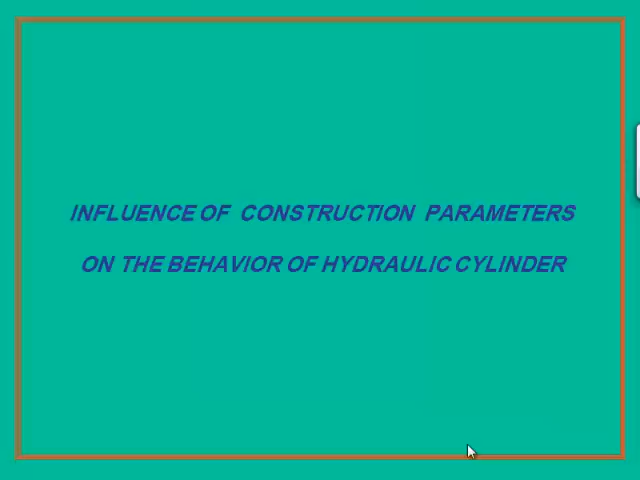 INFLUENCE OF CONSTRUCTION PARAMETERS
ON THE BEHAVIOR OF HYDRAULIC CYLINDER